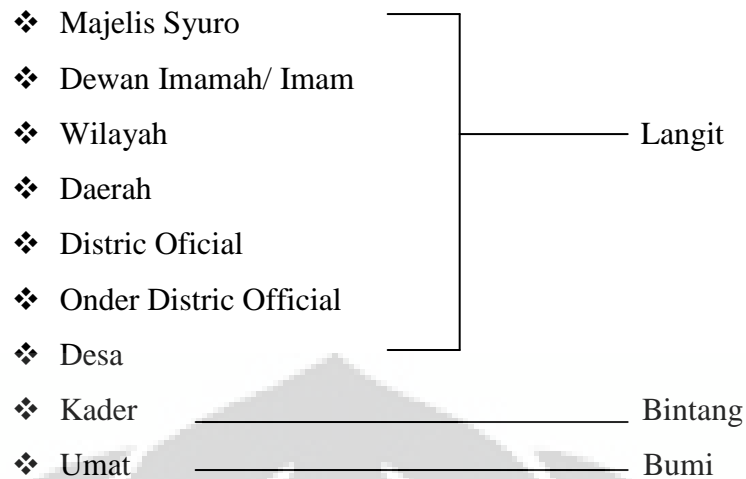 ❖ Majelis Syuro
❖ Dewan Imamah/ Imam
❖ Wilayah Langit
❖ Daerah
❖ Distric Oficial
❖ Onder Distric Official
❖ Desa
❖ Kader Bintang
❖ Umat Bumi